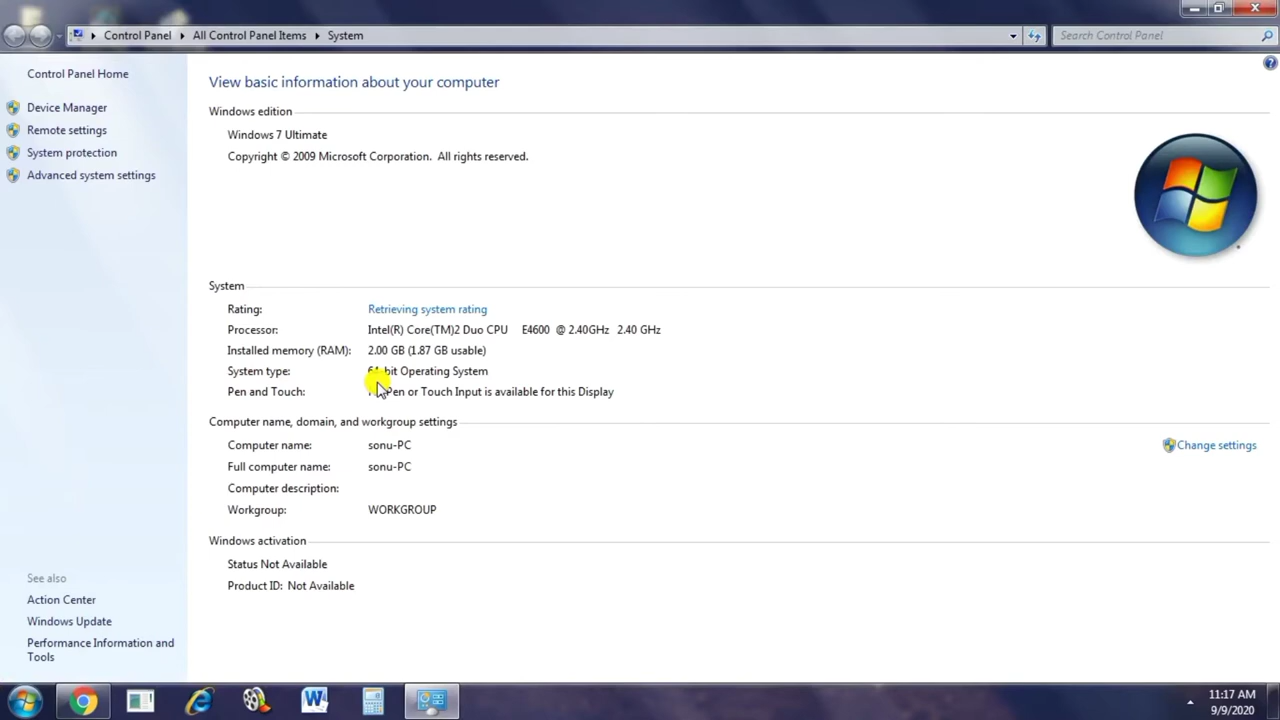 Control Panel All Control Panel Items System
Search Control Panel
Control Panel Home
Device Manager
Remote settings
System protection
Advanced system settings
See also
Action Center
Windows Update
Performance Information and
Tools
View basic information about your computer
Windows edition
Windows 7 Ultimate
Copyright © 2009 Microsoft Corporation. All rights reserved.
System
Rating: Retrieving system rating
Processor: Intel(R) Core(TM)2 Duo CPU E4600 @ 2.40GHz 2.40 GHz
Installed memory (RAM): 2.00 GB (1.87 GB usable)
System type: 64-bit Operating System
Pen and Touch: Pen or Touch Input is available for this Display
Computer name, domain, and workgroup settings
Computer name: sonu-PC
Change settings
Full computer name: sonu-PC
Computer description:
Workgroup: WORKGROUP
Windows activation
Status Not Available
Product ID: Not Available
11:17 AM
9/9/2020